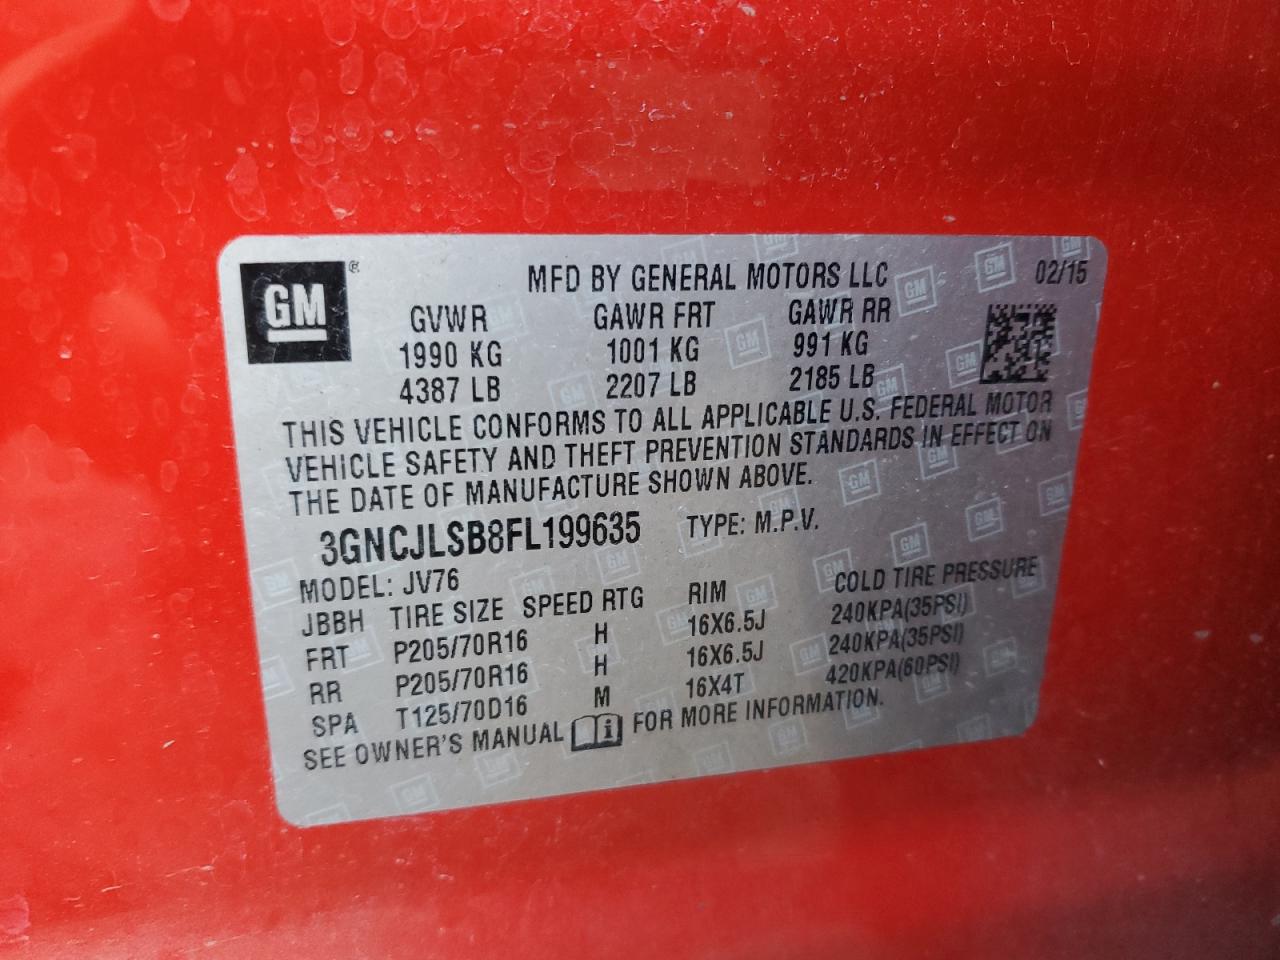 GM
MFD BY GENERAL MOTORS LLC 02/15
GVWR GAWR FRT GAWR RR
1990 KG 1001 KG 991 KG
4387 LB 2207 LB 2185 LB
THIS VEHICLE CONFORMS TO ALL APPLICABLE U.S. FEDERAL MOTOR
VEHICLE SAFETY AND THEFT PREVENTION STANDARDS IN EFFECT ON
THE DATE OF MANUFACTURE SHOWN ABOVE.
3GNCJLSB8FL199635 TYPE: M.P.V.
MODEL: JV76
JBBH TIRE SIZE SPEED RTG RIM COLD TIRE PRESSURE
FRT P205/70R16 H 16X6.5J 240KPA(35PSI)
RR P205/70R16 H 16X6.5J 240KPA(35PSI)
SPA T125/70D16 M 16X4T 420KPA(60PSI)
SEE OWNER'S MANUAL i FOR MORE INFORMATION.